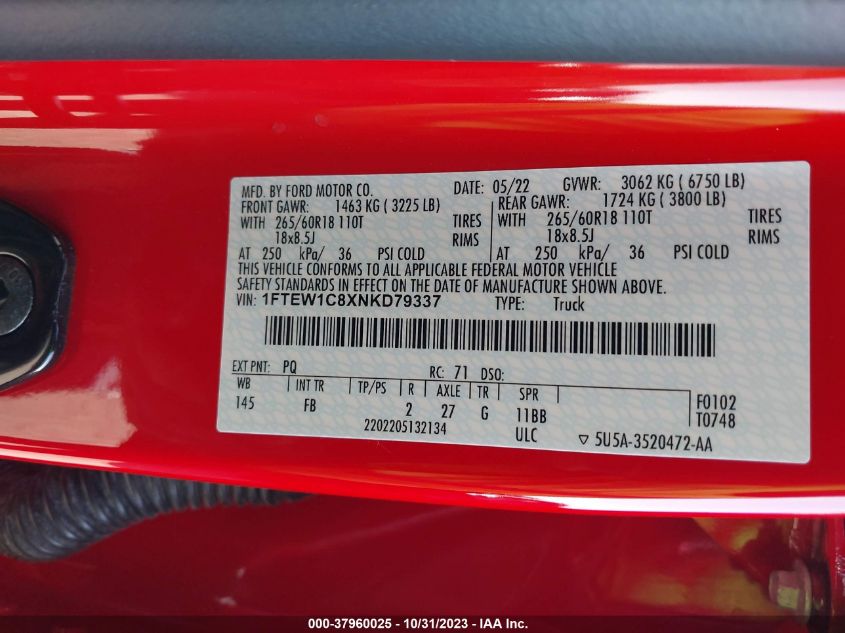 MFD. BY FORD MOTOR CO. DATE: 05/22 GVWR: 3062 KG ( 6750 LB)
FRONT GAWR: 1463 KG ( 3225 LB) REAR GAWR: 1724 KG ( 3800 LB)
WITH 265/60R18 110T TIRES WITH 265/60R18 110T TIRES
18x8.5J RIMS 18x8.5J RIMS
AT 250 kPa/ 36 PSI COLD AT 250 kPa/ 36 PSI COLD
THIS VEHICLE CONFORMS TO ALL APPLICABLE FEDERAL MOTOR VEHICLE
SAFETY STANDARDS IN EFFECT ON THE DATE OF MANUFACTURE SHOWN ABOVE.
VIN: 1FTEW1C8XNKD79337 TYPE: Truck
EXT PNT: PQ RC: 71 DSO:
WB INT TR TP/PS R AXLE TR SPR F0102
145 FB 2 27 G 11BB T0748
2202205132134 ULC ▽ 5U5A-3520472-AA
000-37960025 - 10/31/2023 - IAA Inc.